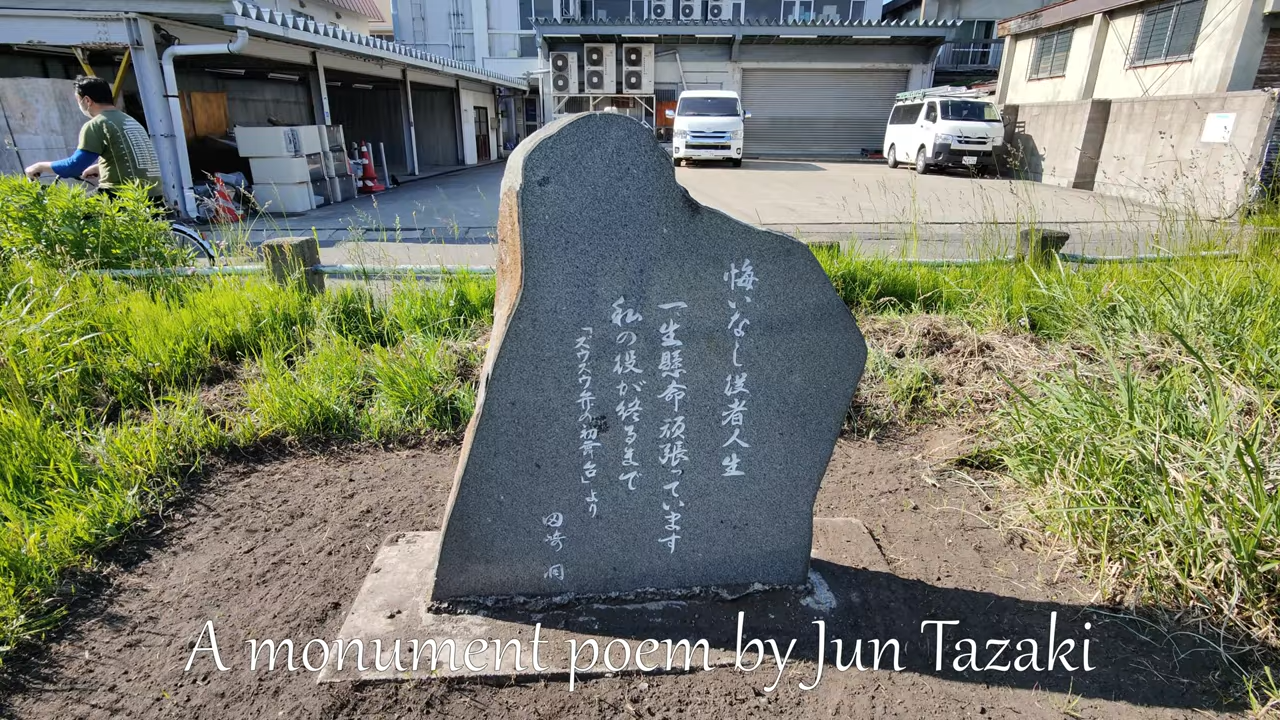 悔いなし役者人生
一生懸命頑張っています
私の役が終るまで
「ズウズウ弁の初舞台」より
田崎 潤
A monument poem by Jun Tazaki